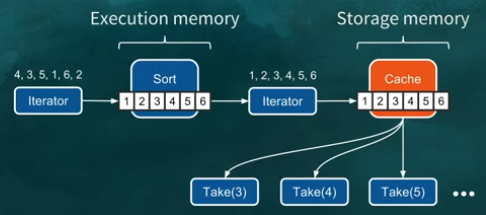 Execution memory
Storage memory
4, 3, 5, 1, 6, 2
Iterator
Sort
1 2 3 4 5 6
1, 2, 3, 4, 5, 6
Iterator
Cache
1 2 3 4 5 6
Take(3)
Take(4)
Take(5)
•••